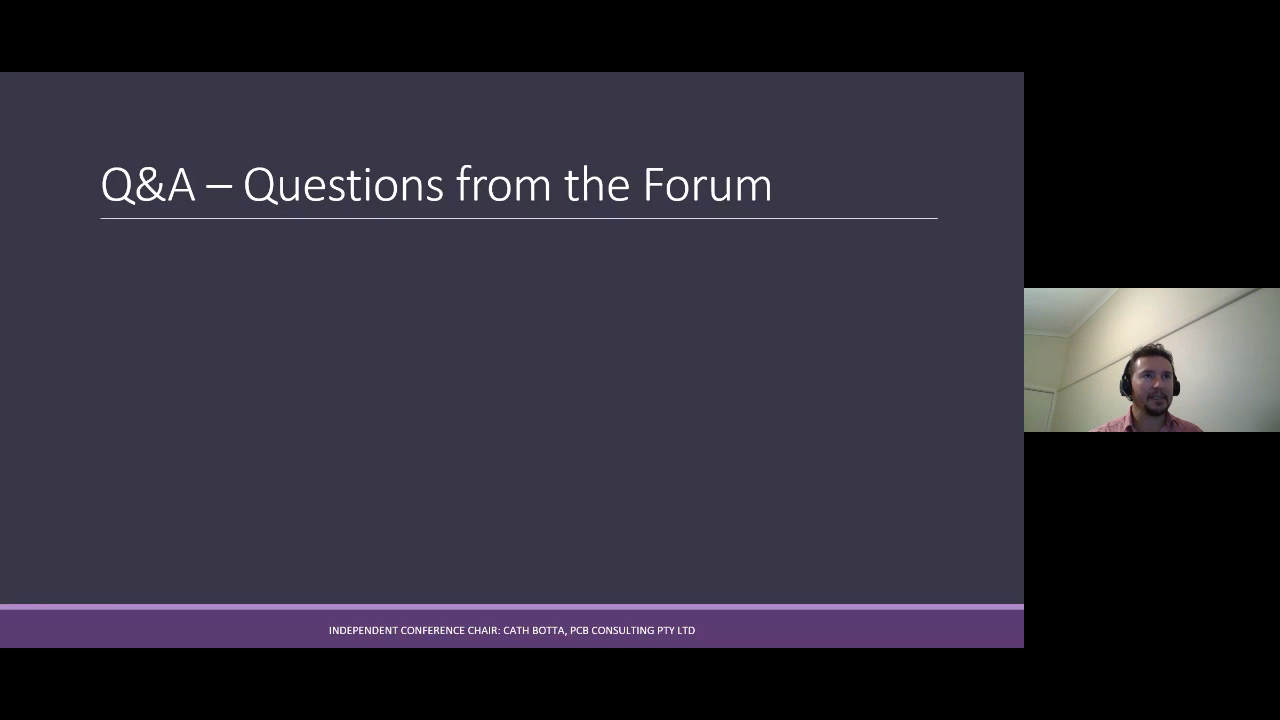 Q&A – Questions from the Forum
INDEPENDENT CONFERENCE CHAIR: CATH BOTTA, PCB CONSULTING PTY LTD